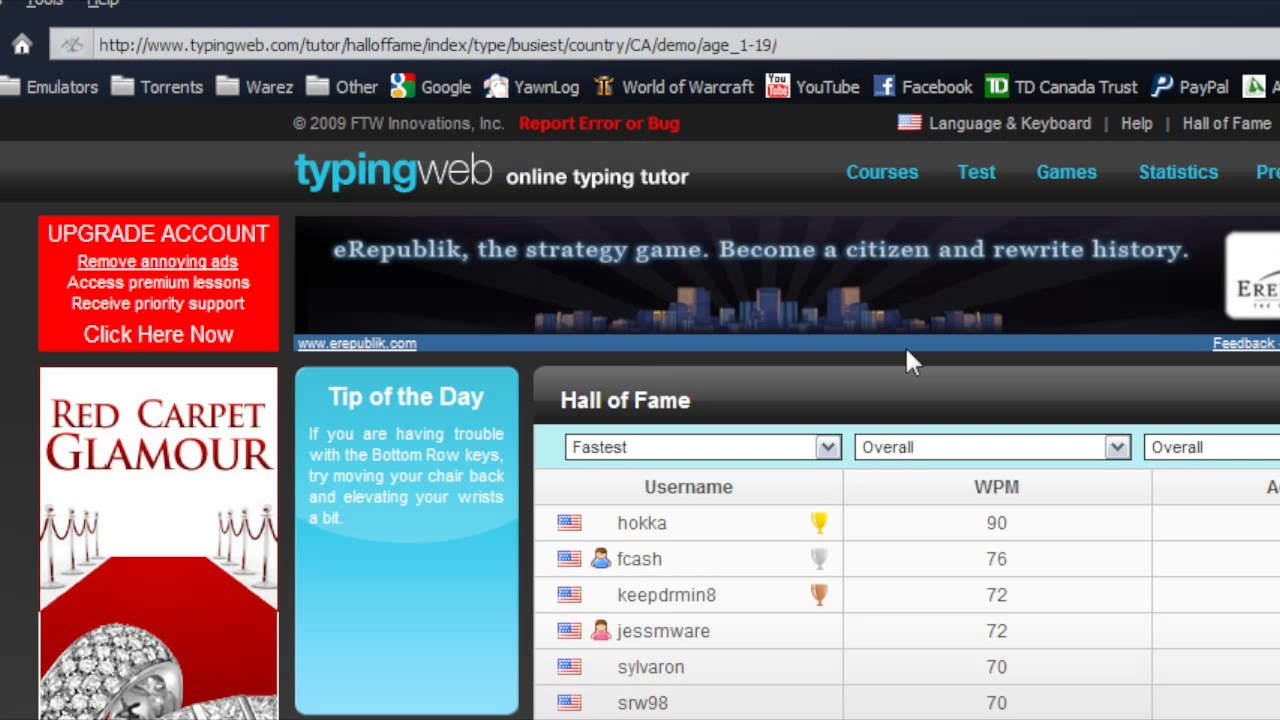 Tools Help
http://www.typingweb.com/tutor/halloffame/index/type/busiest/country/CA/demo/age_1-19/
Emulators Torrents Warez Other Google YawnLog World of Warcraft YouTube Facebook TD Canada Trust PayPal
© 2009 FTW Innovations, Inc. Report Error or Bug Language & Keyboard | Help | Hall of Fame
typingweb online typing tutor Courses Test Games Statistics
UPGRADE ACCOUNT
Remove annoying ads
Access premium lessons
Receive priority support
Click Here Now
eRepublik, the strategy game. Become a citizen and rewrite history.
www.erepublik.com Feedback -
RED CARPET
GLAMOUR
Tip of the Day
If you are having trouble
with the Bottom Row keys,
try moving your chair back
and elevating your wrists
a bit.
Hall of Fame
Fastest Overall Overall
Username WPM
hokka 90
fcash 76
keepdrmin8 72
jessmware 72
sylvaron 70
srw98 70